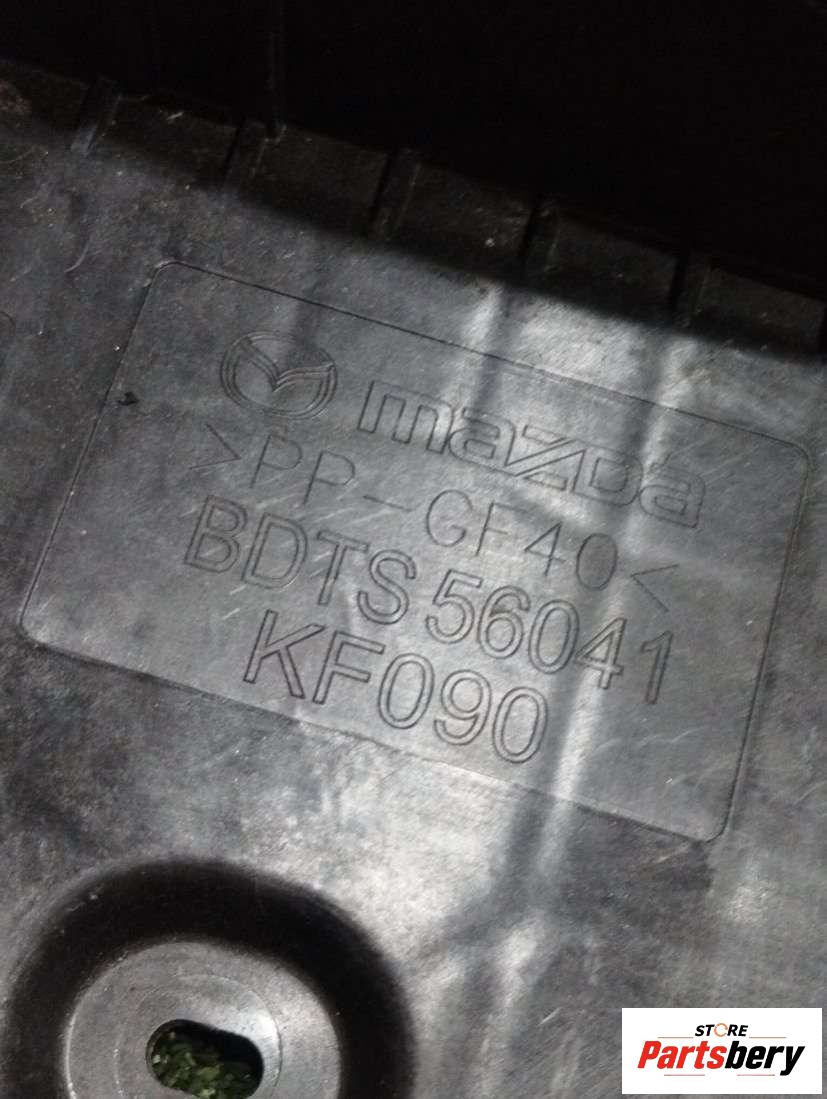 mazda
>PP-GF40<
BDTS 56041
KF090
STORE
Partsbery